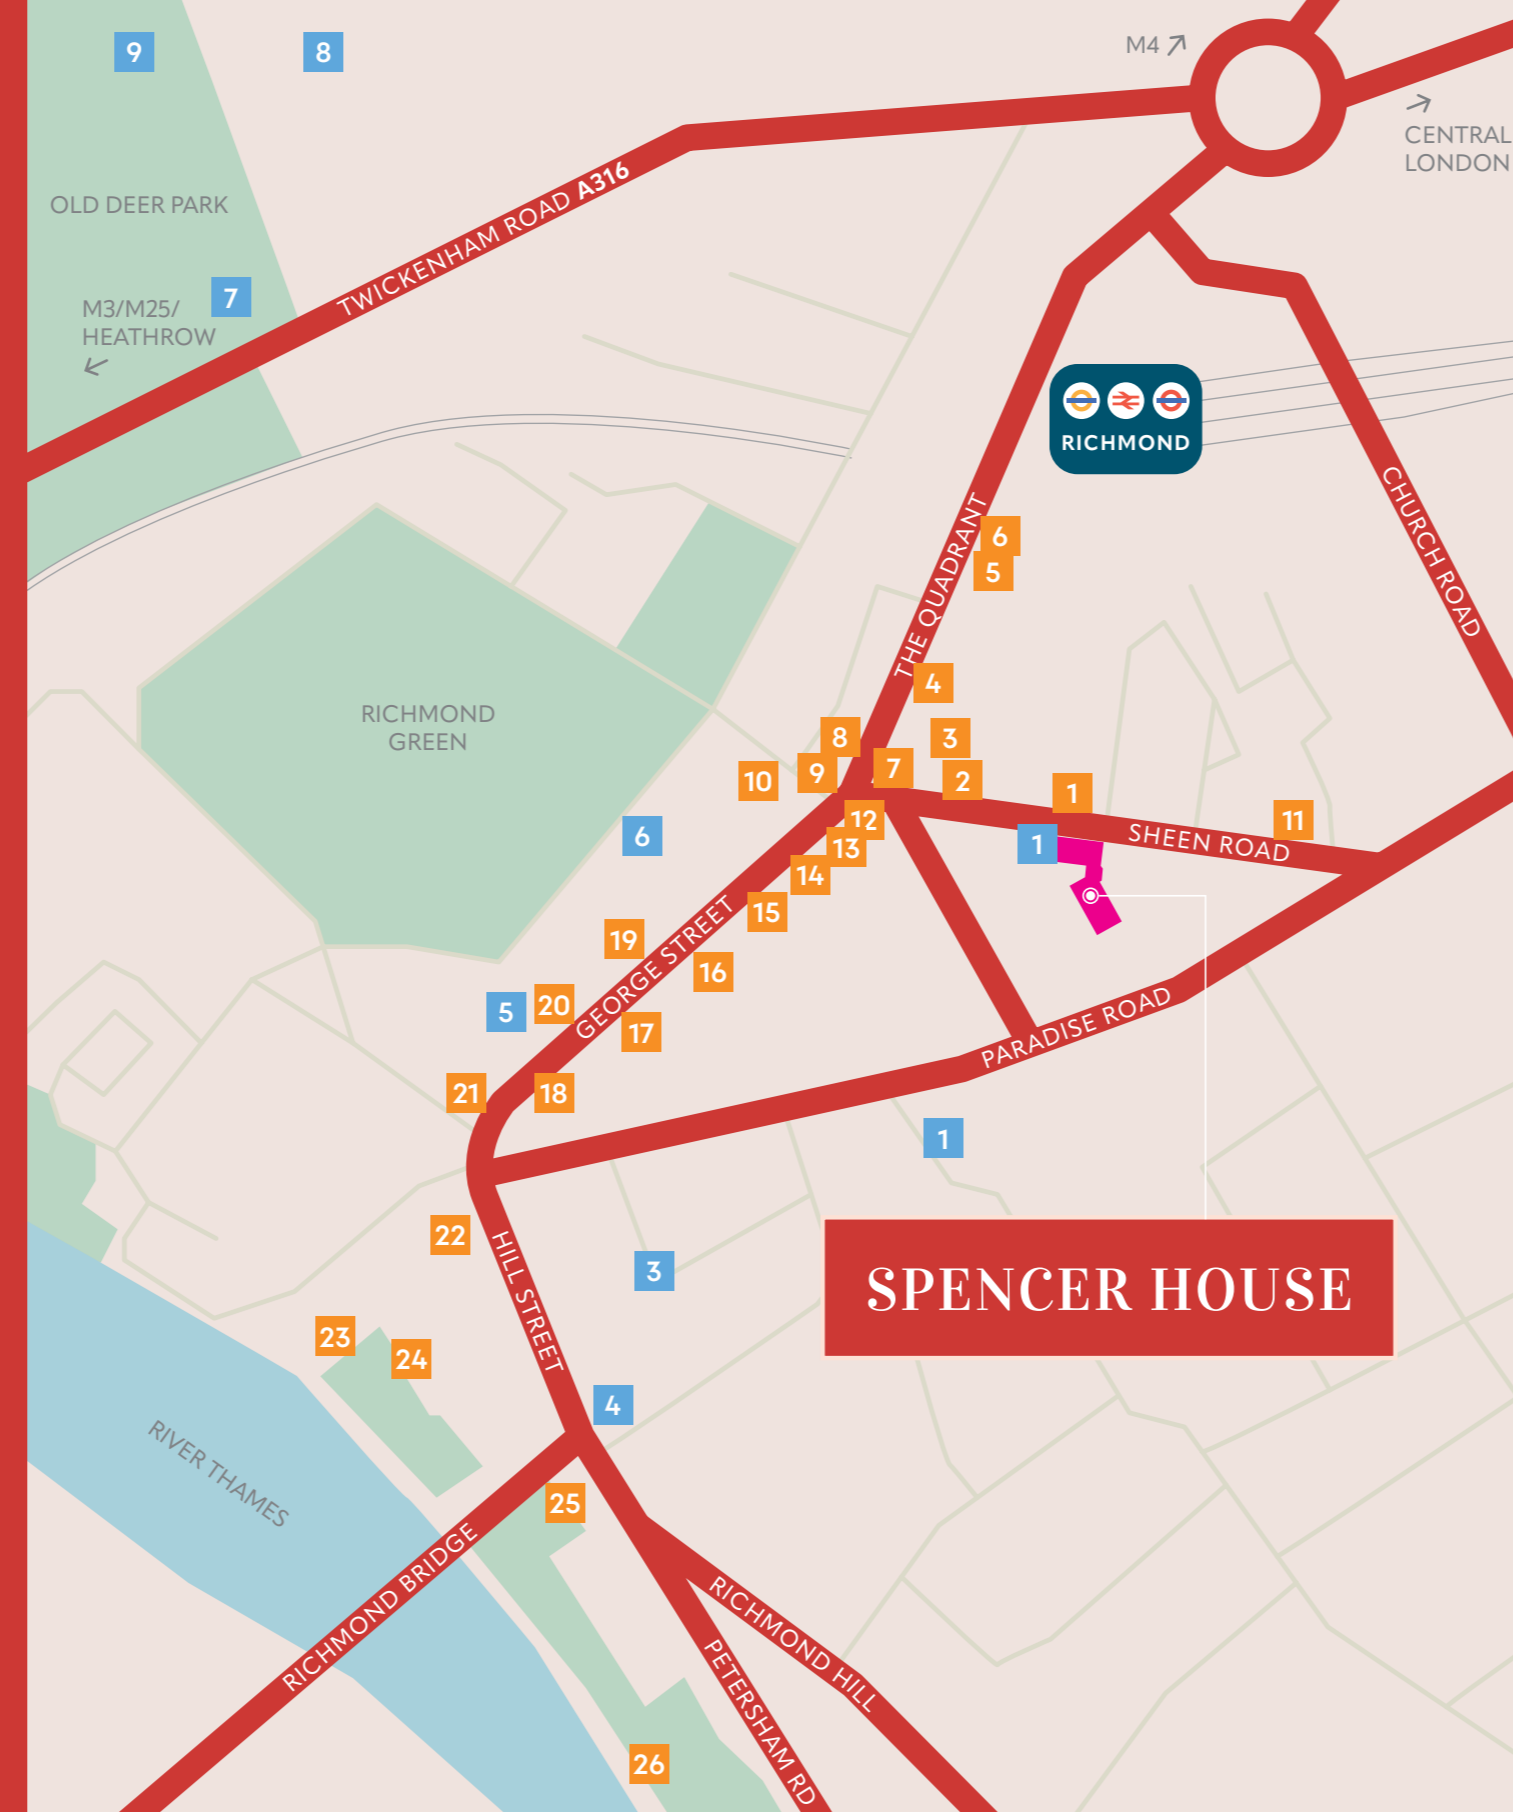 9
8
M4
CENTRAL
LONDON
OLD DEER PARK
TWICKENHAM ROAD A316
7
M3/M25/
HEATHROW
RICHMOND
CHURCH ROAD
THE QUADRANT
6
5
4
RICHMOND
GREEN
8
3
7
9
10
2
1
11
12
6
1
SHEEN ROAD
13
14
15
19
16
GEORGE STREET
5
20
17
PARADISE ROAD
21
18
1
22
HILL STREET
3
SPENCER HOUSE
23
24
4
RIVER THAMES
25
RICHMOND BRIDGE
RICHMOND HILL
PETERSHAM RD
26